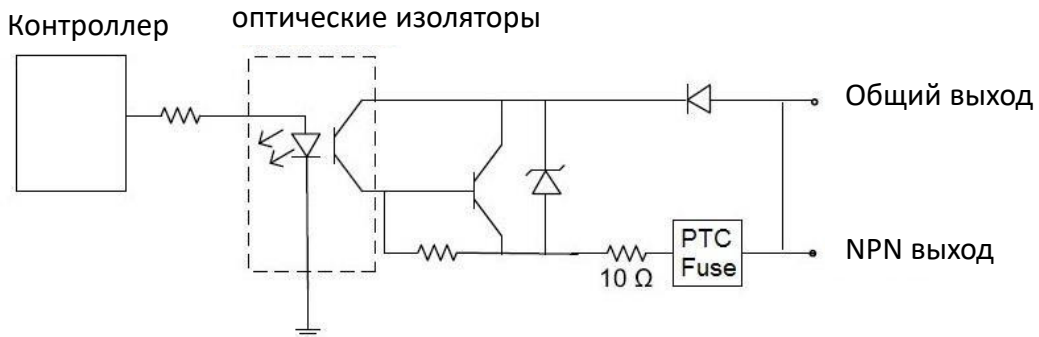 Контроллер
оптические изоляторы
Общий выход
PTC
Fuse
NPN выход
10 Ω